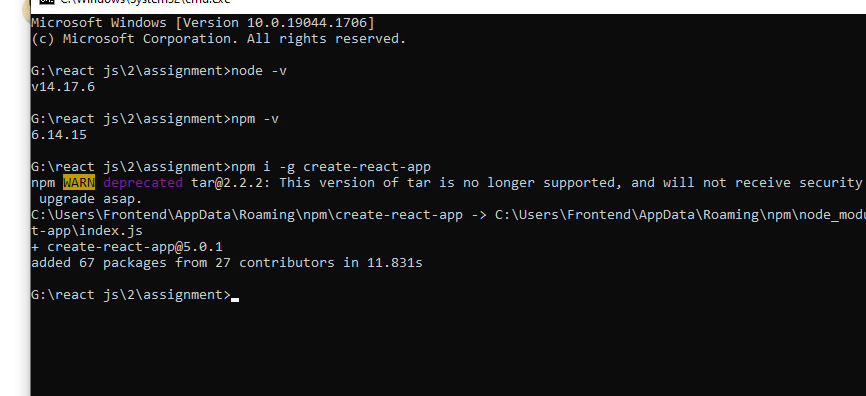 C:\Windows\System32\cmd.exe
Microsoft Windows [Version 10.0.19044.1706]
(c) Microsoft Corporation. All rights reserved.
G:\react js\2\assignment>node -v
v14.17.6
G:\react js\2\assignment>npm -v
6.14.15
G:\react js\2\assignment>npm i -g create-react-app
npm WARN deprecated tar@2.2.2: This version of tar is no longer supported, and will not receive security
upgrade asap.
C:\Users\Frontend\AppData\Roaming\npm\create-react-app -> C:\Users\Frontend\AppData\Roaming\npm\node_modu
t-app\index.js
+ create-react-app@5.0.1
added 67 packages from 27 contributors in 11.831s
G:\react js\2\assignment>